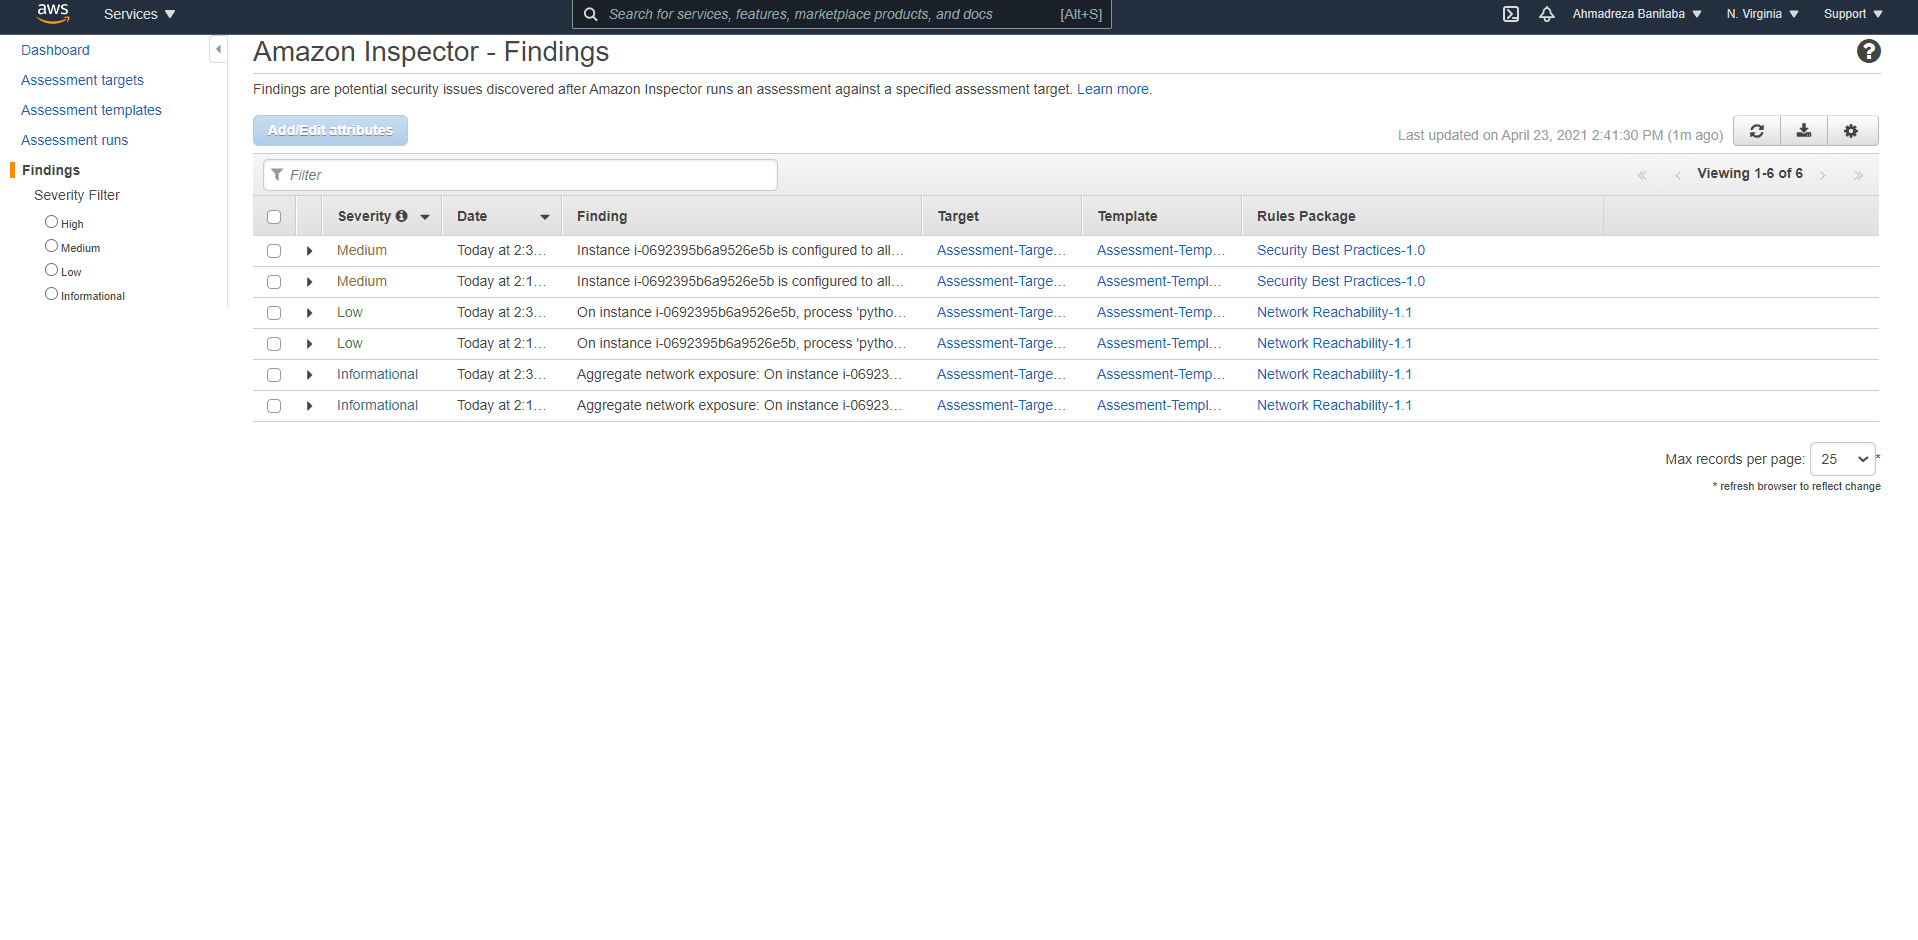 aws Services Search for services, features, marketplace products, and docs [Alt+S] Ahmadreza Banitaba N. Virginia Support
Dashboard
Assessment targets
Assessment templates
Assessment runs
Findings
Severity Filter
High
Medium
Low
Informational
Amazon Inspector - Findings
Findings are potential security issues discovered after Amazon Inspector runs an assessment against a specified assessment target. Learn more.
Add/Edit attributes
Last updated on April 23, 2021 2:41:30 PM (1m ago)
Filter
« ‹ Viewing 1-6 of 6 › »
Severity Date Finding Target Template Rules Package
Medium Today at 2:3... Instance i-0692395b6a9526e5b is configured to all... Assessment-Targe... Assessment-Temp... Security Best Practices-1.0
Medium Today at 2:1... Instance i-0692395b6a9526e5b is configured to all... Assessment-Targe... Assesment-Templ... Security Best Practices-1.0
Low Today at 2:3... On instance i-0692395b6a9526e5b, process 'pytho... Assessment-Targe... Assessment-Temp... Network Reachability-1.1
Low Today at 2:1... On instance i-0692395b6a9526e5b, process 'pytho... Assessment-Targe... Assesment-Templ... Network Reachability-1.1
Informational Today at 2:3... Aggregate network exposure: On instance i-06923... Assessment-Targe... Assessment-Temp... Network Reachability-1.1
Informational Today at 2:1... Aggregate network exposure: On instance i-06923... Assessment-Targe... Assesment-Templ... Network Reachability-1.1
Max records per page: 25 *
* refresh browser to reflect change